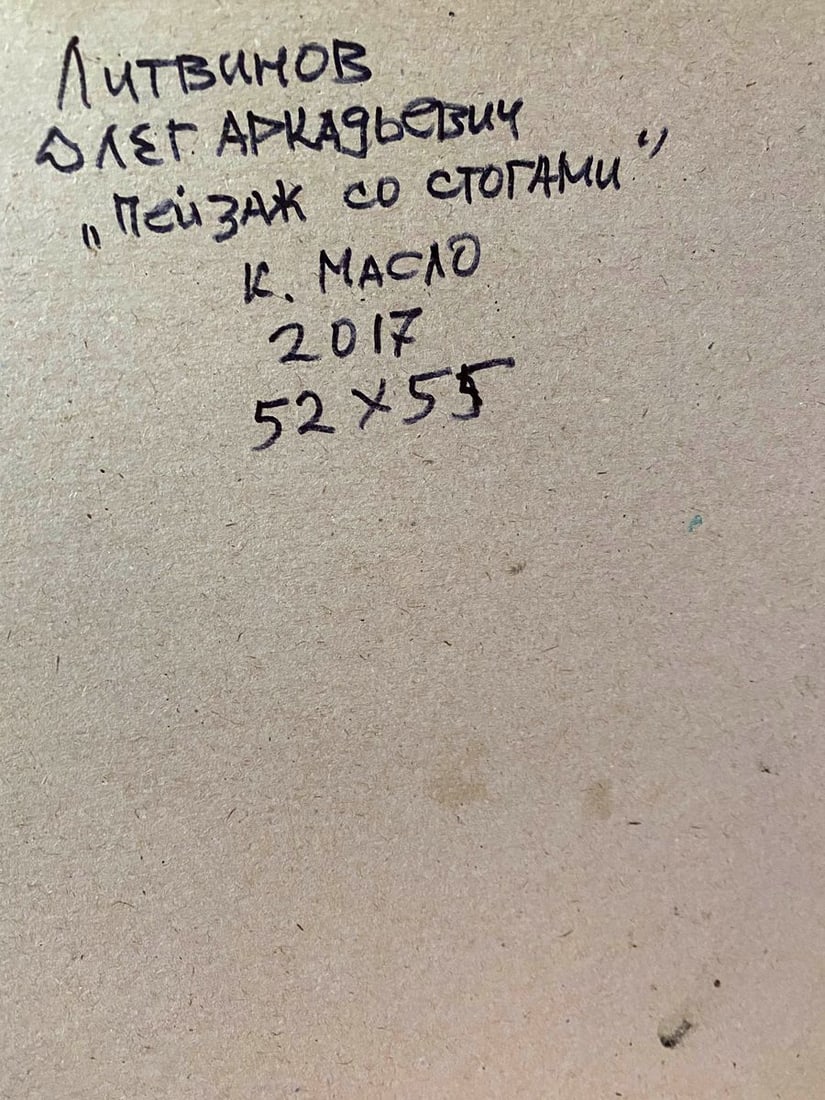 Литвинов
Олег Аркадьевич
„Пейзаж со стогами”
к. масло
2017
52 x 55